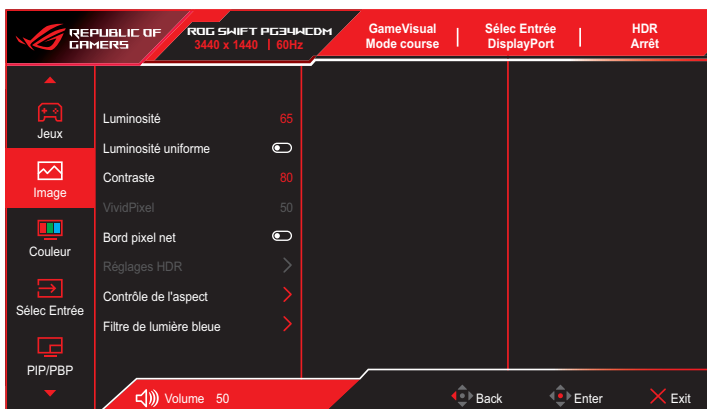 REPUBLIC OF
GAMERS
ROG SWIFT PG34WCDM
3440 x 1440 | 60Hz
GameVisual
Mode course
Sélec Entrée
DisplayPort
HDR
Arrêt
Jeux
Image
Couleur
Sélec Entrée
PIP/PBP
Luminosité 65
Luminosité uniforme
Contraste 80
VividPixel 50
Bord pixel net
Réglages HDR
Contrôle de l'aspect
Filtre de lumière bleue
Volume 50
Back
Enter
Exit